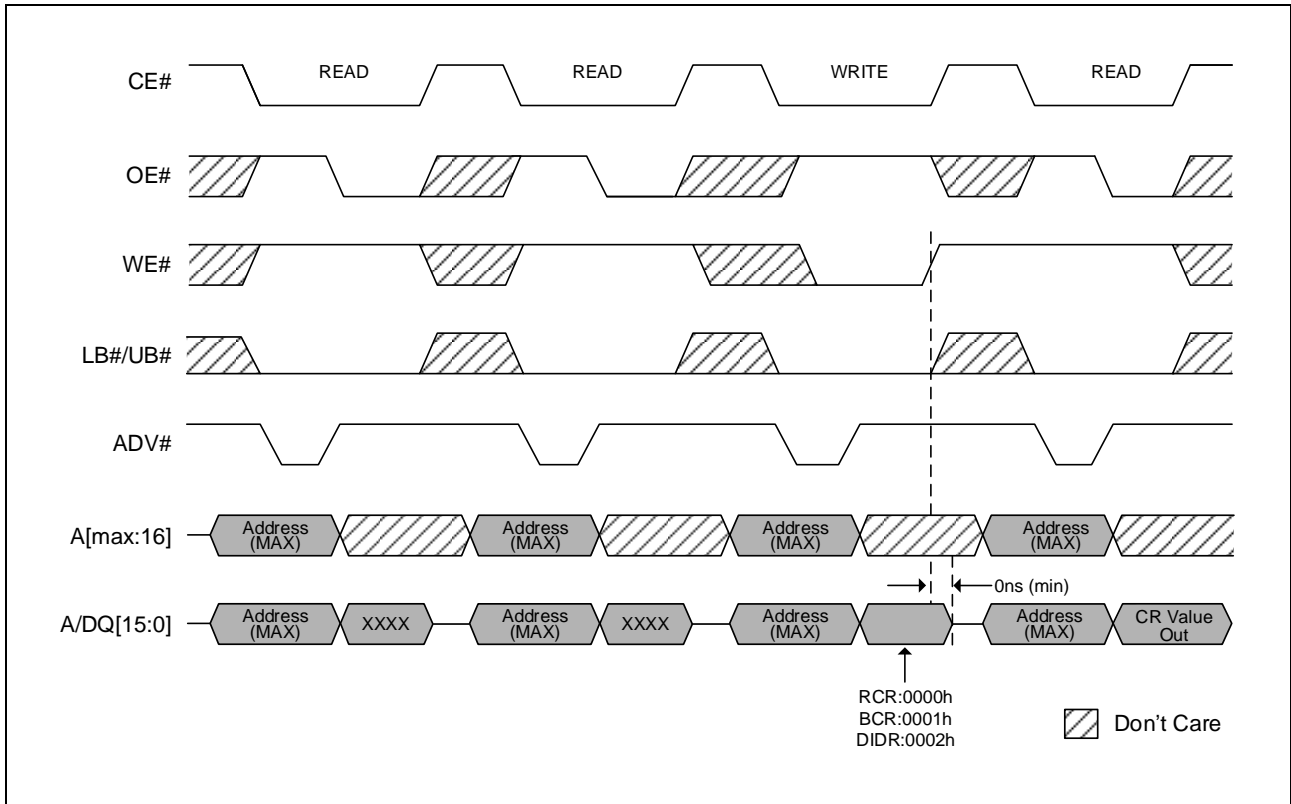 READ READ WRITE READ
CE#
OE#
WE#
LB#/UB#
ADV#
A[max:16] Address Address Address Address
(MAX) (MAX) (MAX) (MAX)
0ns (min)
A/DQ[15:0] Address XXXX Address XXXX Address Address CR Value
(MAX) (MAX) (MAX) (MAX) Out
RCR:0000h
BCR:0001h
DIDR:0002h
Don't Care